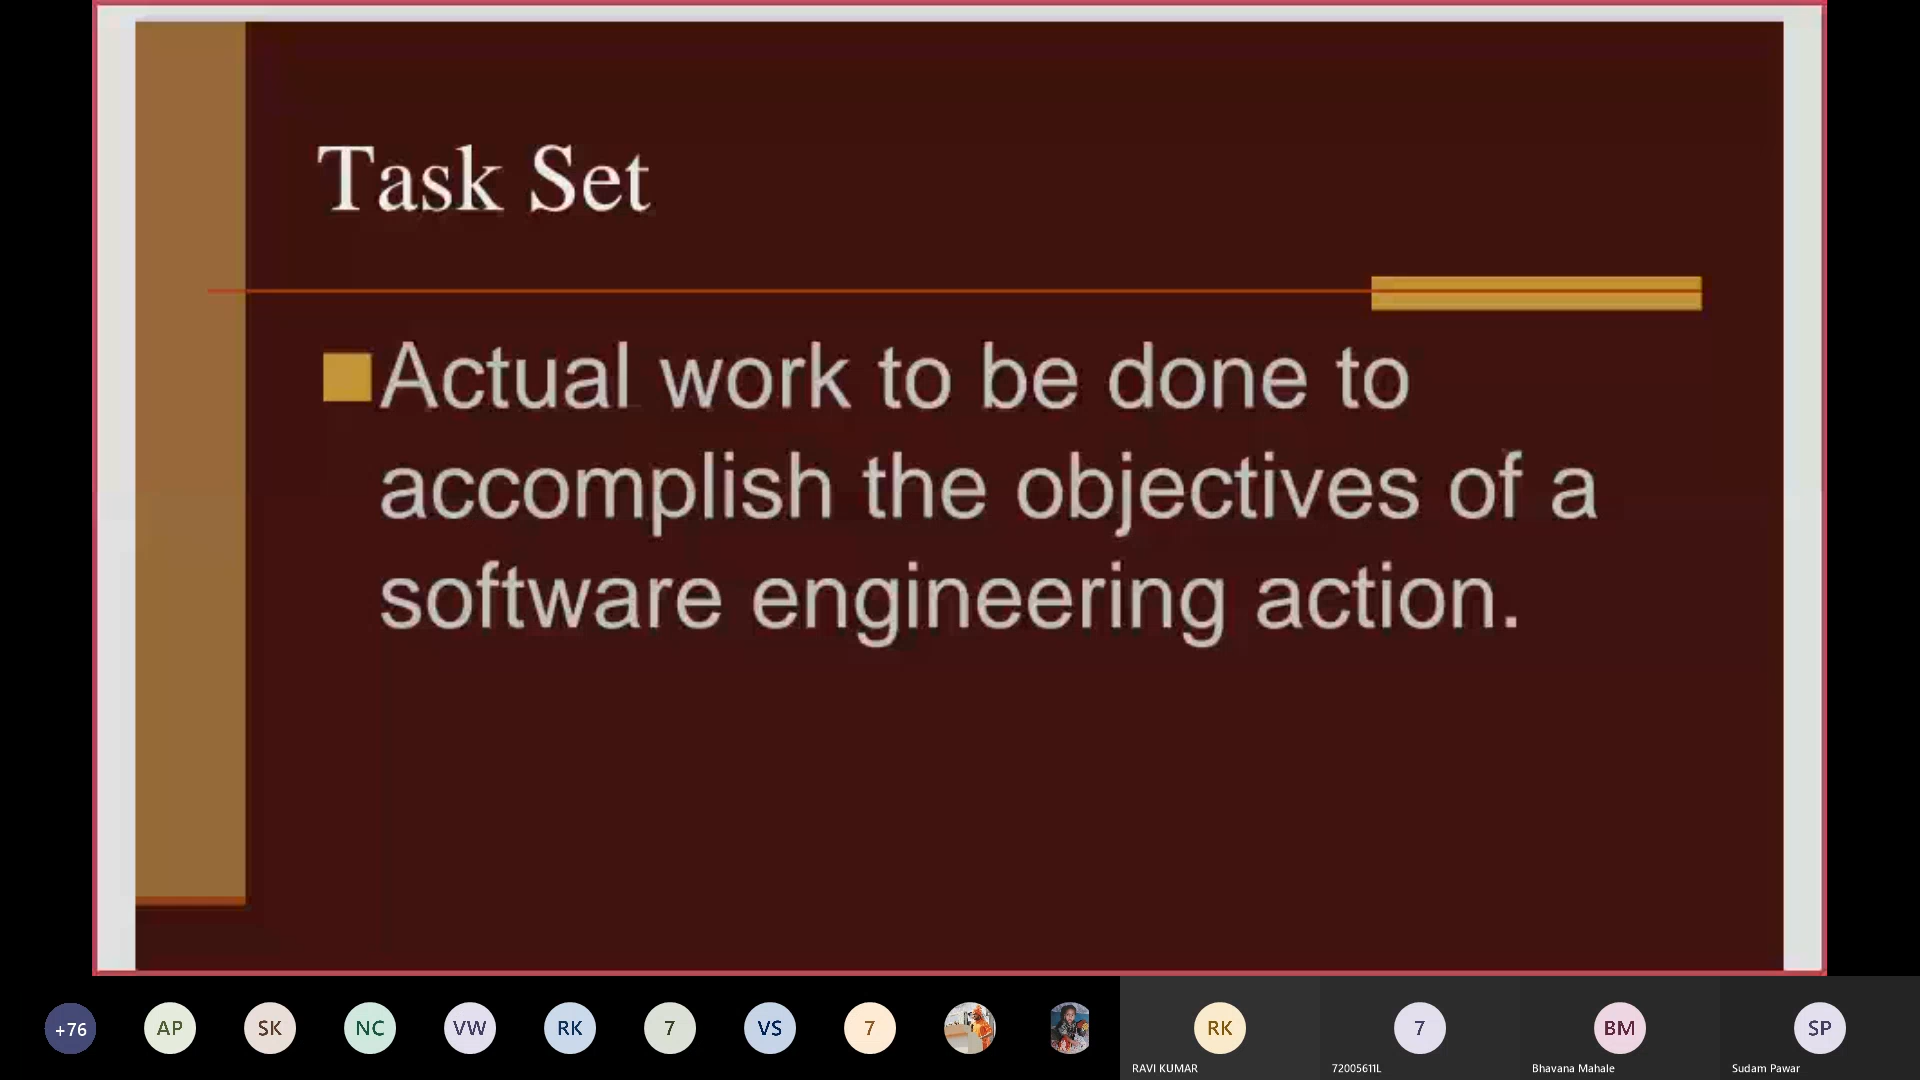 Task Set
Actual work to be done to
accomplish the objectives of a
software engineering action.
+76
AP
SK
NC
VW
RK
7
VS
7
RK
7
BM
SP
RAVI KUMAR
72005611L
Bhavana Mahale
Sudam Pawar